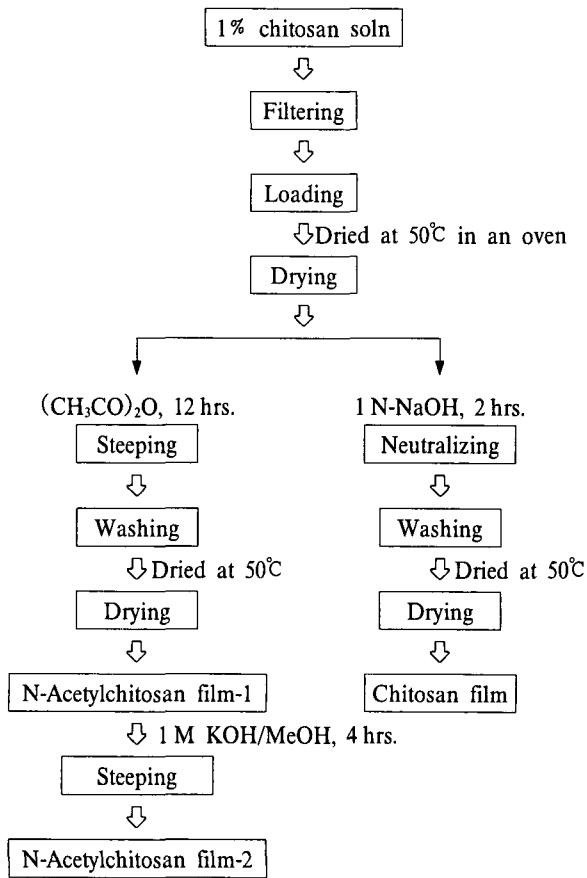 1% chitosan soln
Filtering
Loading
Dried at 50℃ in an oven
Drying
(CH₃CO)₂O, 12 hrs.
Steeping
Washing
Dried at 50℃
Drying
N-Acetylchitosan film-1
1 M KOH/MeOH, 4 hrs.
Steeping
N-Acetylchitosan film-2
1 N-NaOH, 2 hrs.
Neutralizing
Washing
Dried at 50℃
Drying
Chitosan film